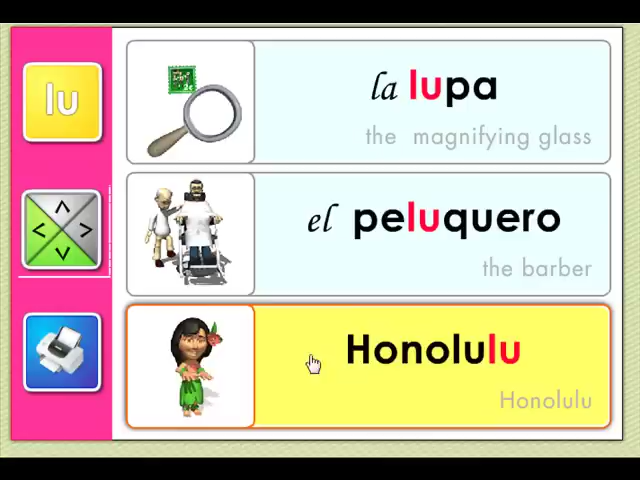 lu
la lupa
the magnifying glass
el peluquero
the barber
Honolulu
Honolulu